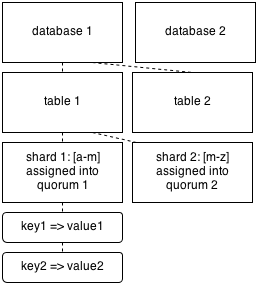 database 1
database 2
table 1
table 2
shard 1: [a-m]
assigned into
quorum 1
shard 2: [m-z]
assigned into
quorum 2
key1 => value1
key2 => value2